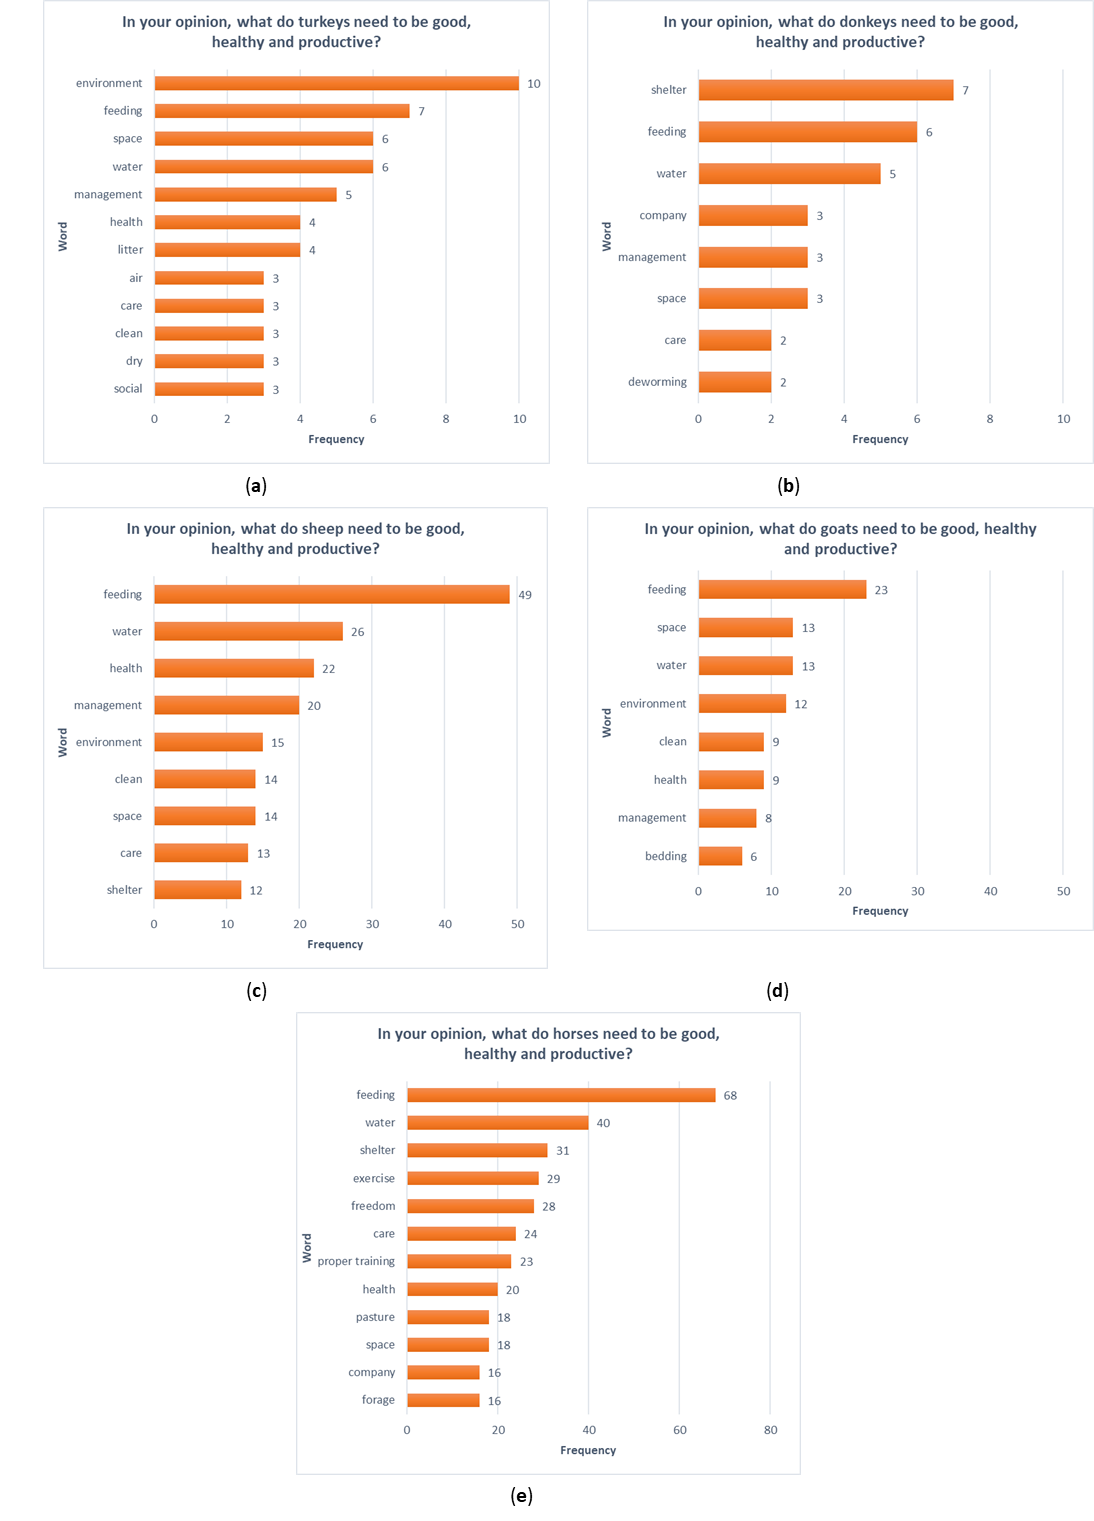 In your opinion, what do turkeys need to be good,
healthy and productive?
Word
environment 10
feeding 7
space 6
water 6
management 5
health 4
litter 4
air 3
care 3
clean 3
dry 3
social 3
0 2 4 6 8 10
Frequency
(a)
In your opinion, what do donkeys need to be good,
healthy and productive?
Word
shelter 7
feeding 6
water 5
company 3
management 3
space 3
care 2
deworming 2
0 2 4 6 8 10
Frequency
(b)
In your opinion, what do sheep need to be good,
healthy and productive?
Word
feeding 49
water 26
health 22
management 20
environment 15
clean 14
space 14
care 13
shelter 12
0 10 20 30 40 50
Frequency
(c)
In your opinion, what do goats need to be good, healthy
and productive?
Word
feeding 23
space 13
water 13
environment 12
clean 9
health 9
management 8
bedding 6
0 10 20 30 40 50
Frequency
(d)
In your opinion, what do horses need to be good,
healthy and productive?
Word
feeding 68
water 40
shelter 31
exercise 29
freedom 28
care 24
proper training 23
health 20
pasture 18
space 18
company 16
forage 16
0 20 40 60 80
Frequency
(e)